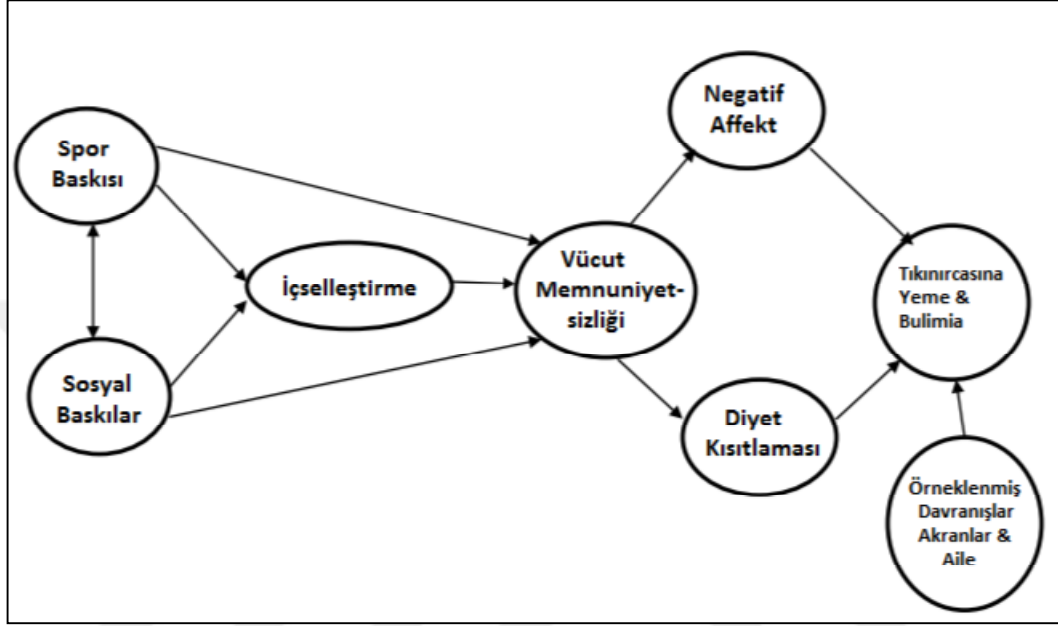 Spor
Baskısı
Sosyal
Baskılar
İçselleştirme
Vücut
Memnuniyet-
sizliği
Negatif
Affekt
Diyet
Kısıtlaması
Tıkınırcasına
Yeme &
Bulimia
Örneklenmiş
Davranışlar
Akranlar &
Aile